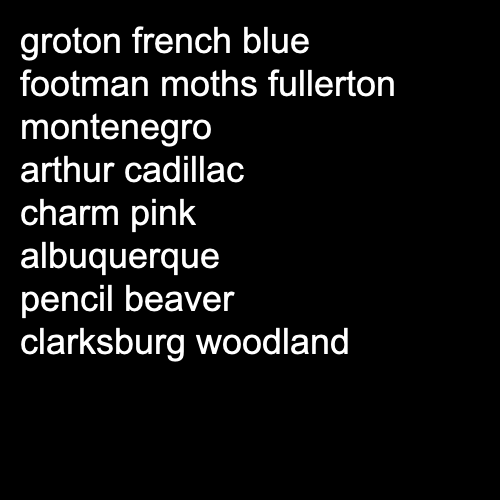 groton french blue
footman moths fullerton
montenegro
arthur cadillac
charm pink
albuquerque
pencil beaver
clarksburg woodland